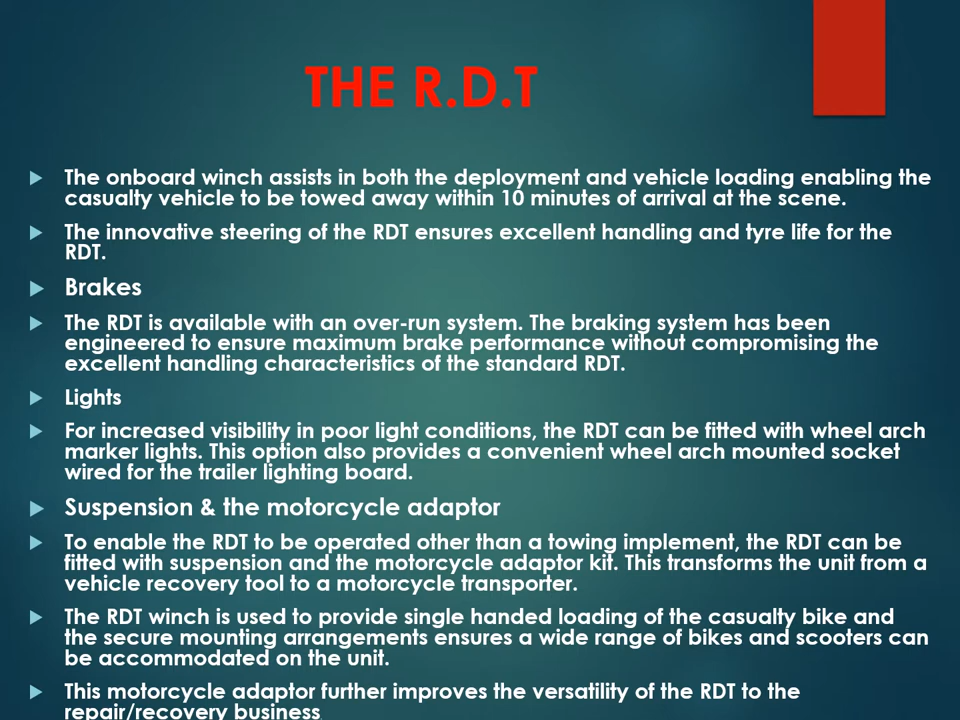 THE R.D.T
The onboard winch assists in both the deployment and vehicle loading enabling the
casualty vehicle to be towed away within 10 minutes of arrival at the scene.
The innovative steering of the RDT ensures excellent handling and tyre life for the
RDT.
Brakes
The RDT is available with an over-run system. The braking system has been
engineered to ensure maximum brake performance without compromising the
excellent handling characteristics of the standard RDT.
Lights
For increased visibility in poor light conditions, the RDT can be fitted with wheel arch
marker lights. This option also provides a convenient wheel arch mounted socket
wired for the trailer lighting board.
Suspension & the motorcycle adaptor
To enable the RDT to be operated other than a towing implement, the RDT can be
fitted with suspension and the motorcycle adaptor kit. This transforms the unit from a
vehicle recovery tool to a motorcycle transporter.
The RDT winch is used to provide single handed loading of the casualty bike and
the secure mounting arrangements ensures a wide range of bikes and scooters can
be accommodated on the unit.
This motorcycle adaptor further improves the versatility of the RDT to the
repair/recovery business